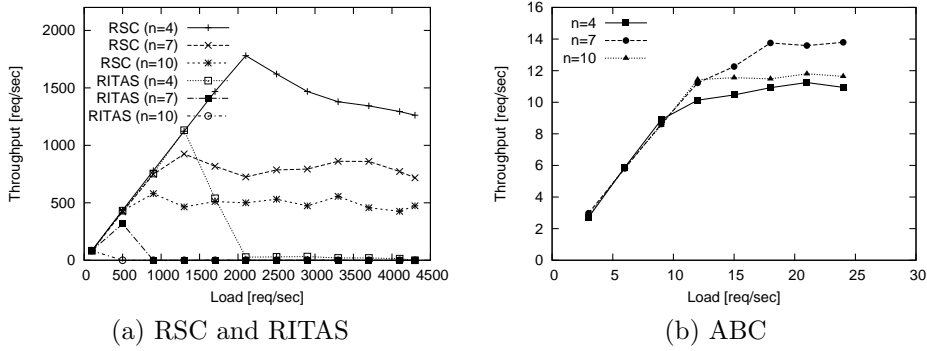 2000
1500
1000
500
0
Throughput [req/sec]
RSC (n=4)
RSC (n=7)
RSC (n=10)
RITAS (n=4)
RITAS (n=7)
RITAS (n=10)
0 500 1000 1500 2000 2500 3000 3500 4000 4500
Load [req/sec]
(a) RSC and RITAS
16
14
12
10
8
6
4
2
0
Throughput [req/sec]
n=4
n=7
n=10
0 5 10 15 20 25 30
Load [req/sec]
(b) ABC